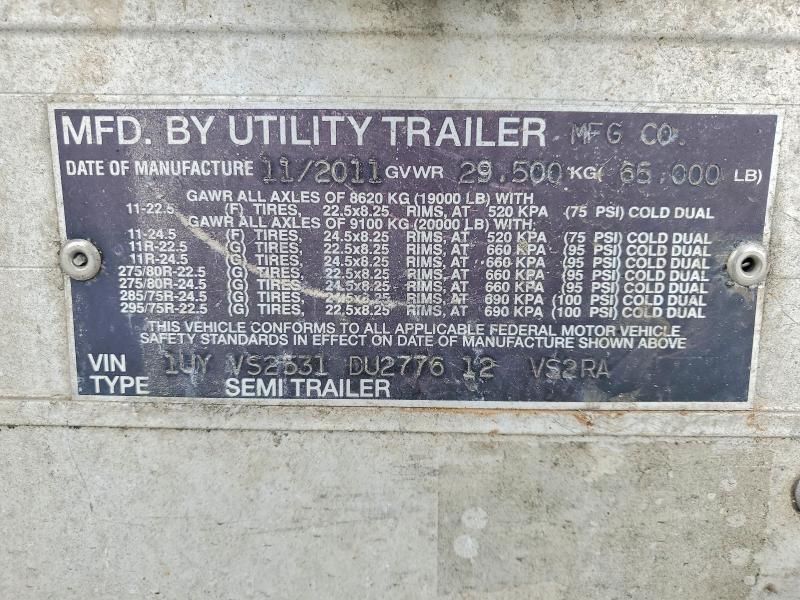 MFD. BY UTILITY TRAILER MFG CO.
DATE OF MANUFACTURE 11/2011 GVWR 29.500 KG( 65.000 LB)
GAWR ALL AXLES OF 8620 KG (19000 LB) WITH
11-22.5 (F) TIRES, 22.5x8.25 RIMS, AT 520 KPA (75 PSI) COLD DUAL
GAWR ALL AXLES OF 9100 KG (20000 LB) WITH
11-24.5 (F) TIRES, 24.5x8.25 RIMS, AT 520 KPA (75 PSI) COLD DUAL
11R-22.5 (G) TIRES, 22.5x8.25 RIMS, AT 660 KPA (95 PSI) COLD DUAL
11R-24.5 (G) TIRES, 24.5x8.25 RIMS, AT 660 KPA (95 PSI) COLD DUAL
275/80R-22.5 (G) TIRES, 22.5x8.25 RIMS, AT 660 KPA (95 PSI) COLD DUAL
275/80R-24.5 (G) TIRES, 24.5x8.25 RIMS, AT 660 KPA (95 PSI) COLD DUAL
285/75R-24.5 (G) TIRES, 24.5x8.25 RIMS, AT 690 KPA (100 PSI) COLD DUAL
295/75R-22.5 (G) TIRES, 22.5x8.25 RIMS, AT 690 KPA (100 PSI) COLD DUAL
THIS VEHICLE CONFORMS TO ALL APPLICABLE FEDERAL MOTOR VEHICLE
SAFETY STANDARDS IN EFFECT ON DATE OF MANUFACTURE SHOWN ABOVE
VIN 1UY VS2531 DU2776 12 VS2RA
TYPE SEMI TRAILER